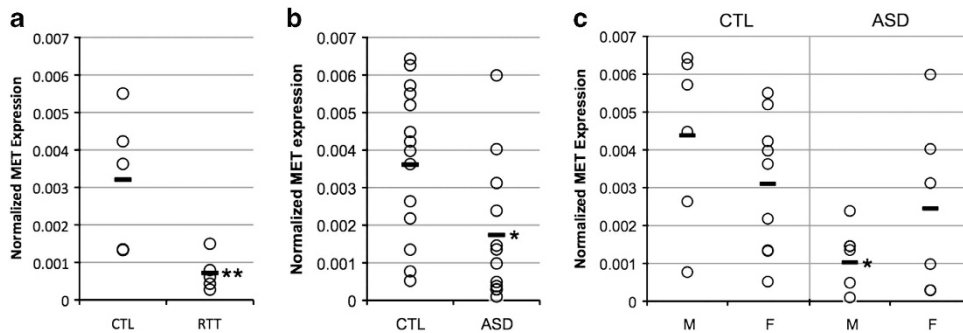 a
Normalized MET Expression
0.007
0.006
0.005
0.004
0.003
0.002
0.001
0
**
CTL RTT
b
Normalized MET expression
0.007
0.006
0.005
0.004
0.003
0.002
0.001
0
*
CTL ASD
c
CTL ASD
Normalized MET Expression
0.007
0.006
0.005
0.004
0.003
0.002
0.001
0
*
M F M F